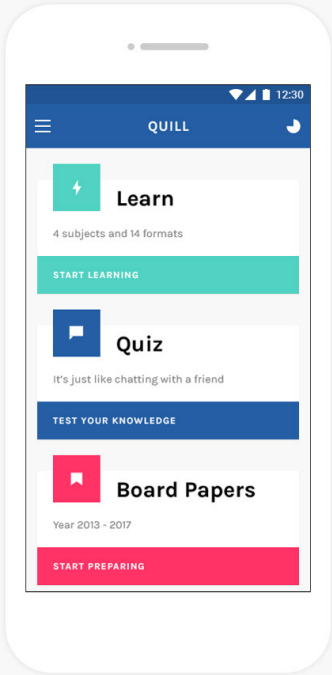 12:30
QUILL
Learn
4 subjects and 14 formats
START LEARNING
Quiz
It's just like chatting with a friend
TEST YOUR KNOWLEDGE
Board Papers
Year 2013 - 2017
START PREPARING